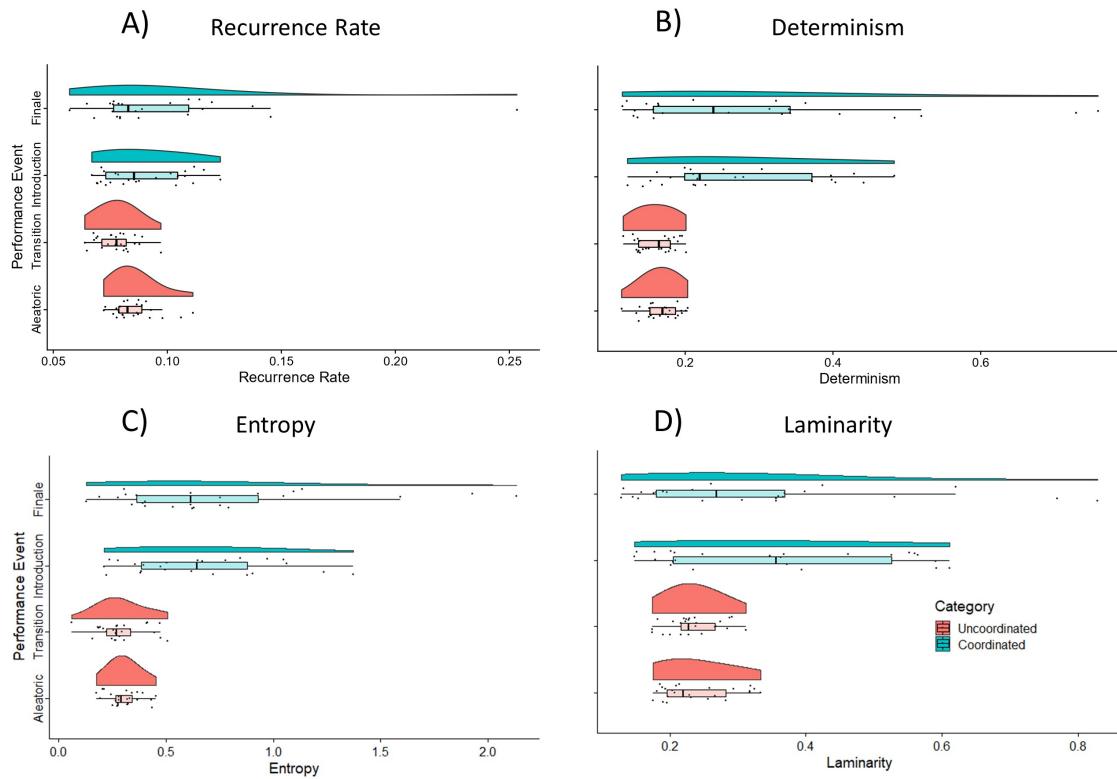 A) Recurrence Rate
Performance Event
Finale
Introduction
Transition
Aleatoric
0.05 0.10 0.15 0.20 0.25
Recurrence Rate
B) Determinism
0.2 0.4 0.6
Determinism
C) Entropy
Performance Event
Finale
Introduction
Transition
Aleatoric
0.0 0.5 1.0 1.5 2.0
Entropy
D) Laminarity
Category
Uncoordinated
Coordinated
0.2 0.4 0.6 0.8
Laminarity